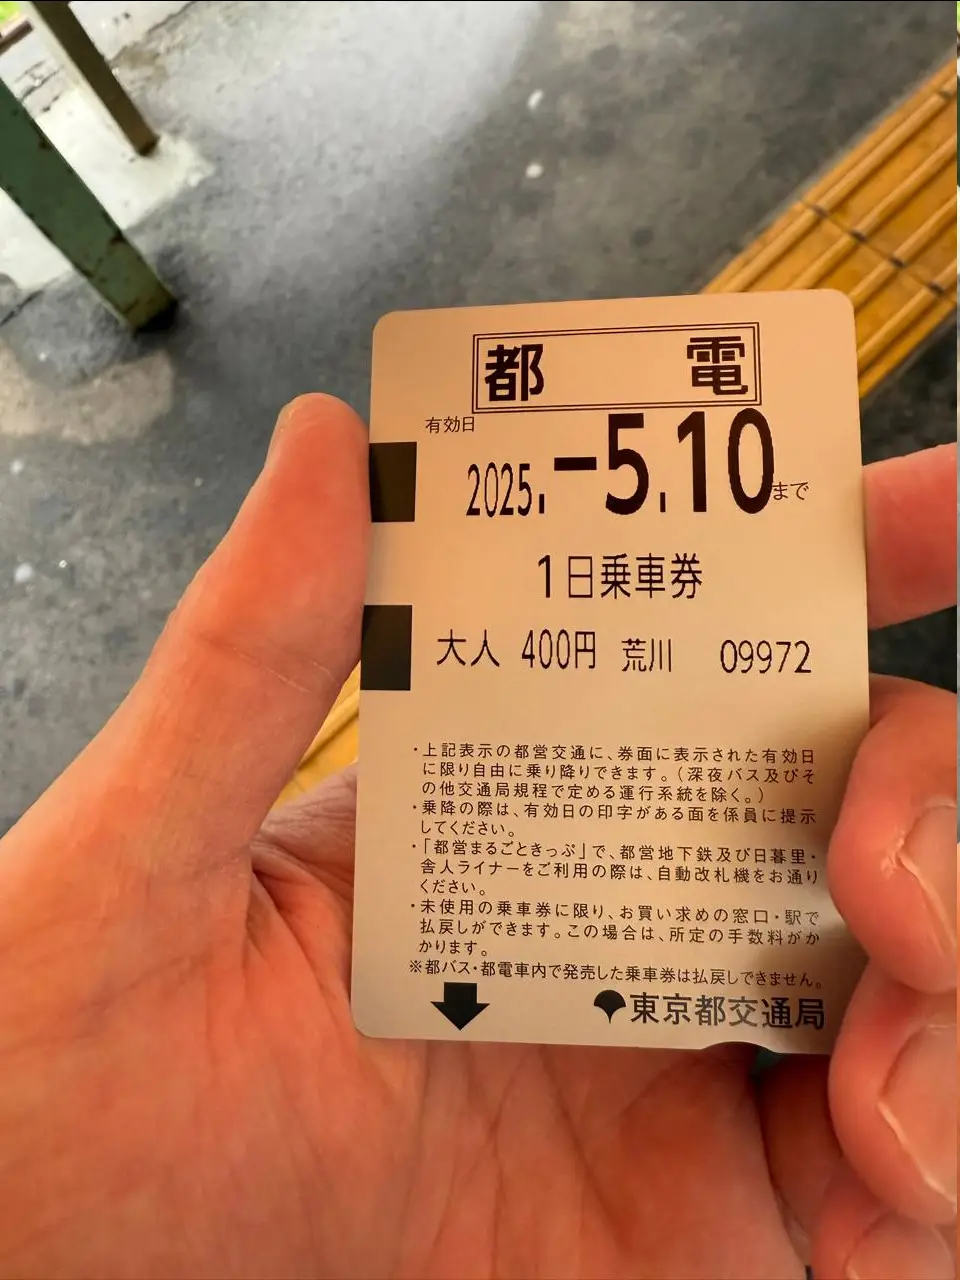 都電
有効日
2025.-5.10まで
1日乗車券
大人 400円 荒川 09972
・上記表示の都営交通に、券面に表示された有効日
に限り自由に乗り降りできます。（深夜バス及びそ
の他交通局規程で定める運行系統を除く。）
・乗降の際は、有効日の印字がある面を係員に提示
してください。
・「都営まるごときっぷ」で、都営地下鉄及び日暮里・
舎人ライナーをご利用の際は、自動改札機をお通り
ください。
・未使用の乗車券に限り、お買い求めの窓口・駅で
払戻しができます。この場合は、所定の手数料がか
かります。
※都バス・都電車内で発売した乗車券は払戻しできません。
東京都交通局